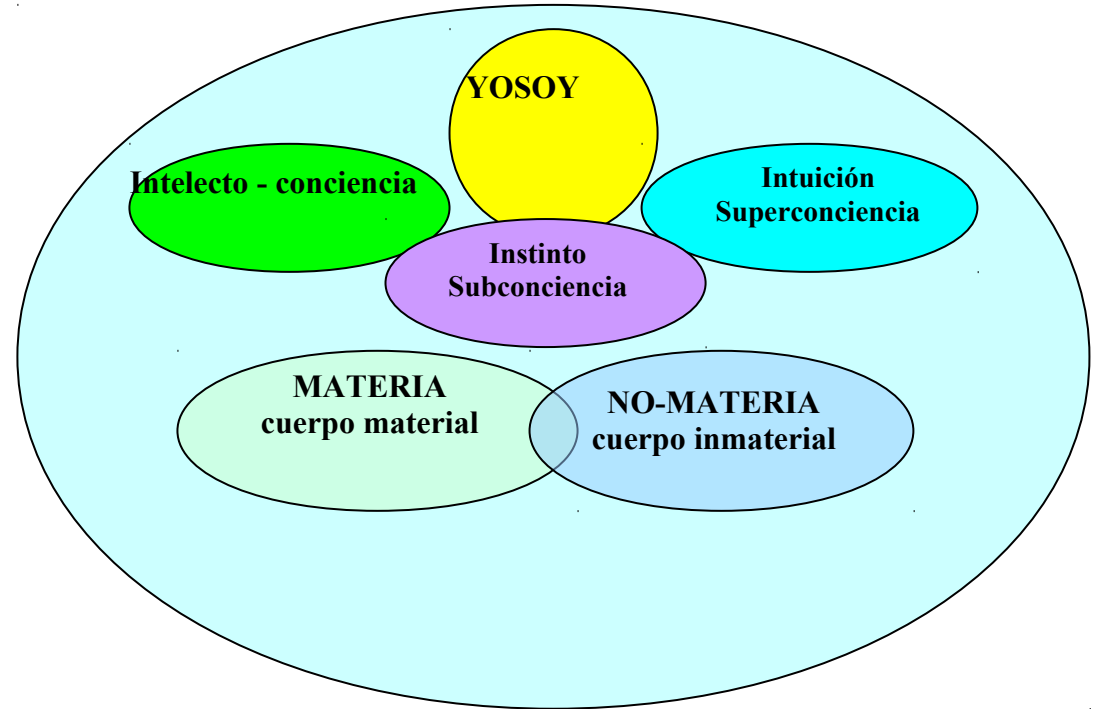 YOSOY
Intelecto - conciencia
Intuición
Superconciencia
Instinto
Subconciencia
MATERIA
cuerpo material
NO-MATERIA
cuerpo inmaterial